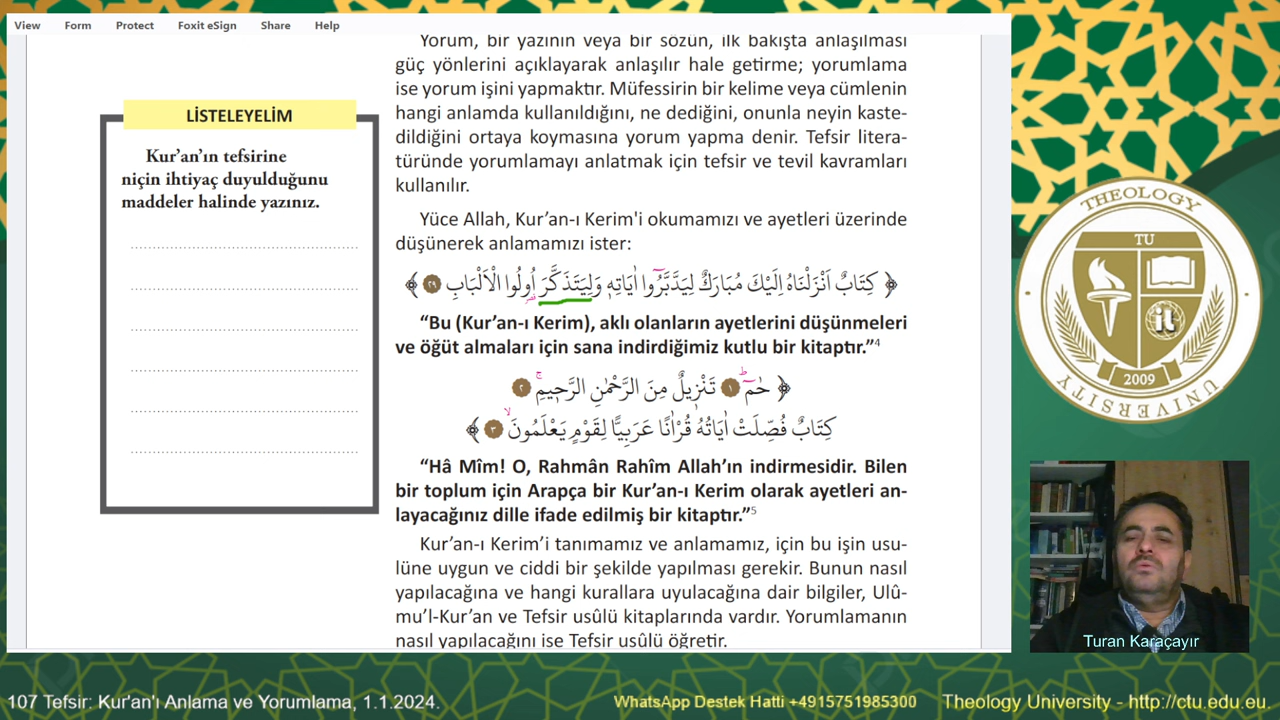 View Form Protect Foxit eSign Share Help
Yorum, bir yazının veya bir sözün, ilk bakışta anlaşılması
güç yönlerini açıklayarak anlaşılır hale getirme; yorumlama
ise yorum işini yapmaktır. Müfessirin bir kelime veya cümlenin
hangi anlamda kullanıldığını, ne dediğini, onunla neyin kaste-
dildiğini ortaya koymasına yorum yapma denir. Tefsir litera-
türünde yorumlamayı anlatmak için tefsir ve tevil kavramları
kullanılır.
LİSTELEYELİM
Kur’an’ın tefsirine
niçin ihtiyaç duyulduğunu
maddeler halinde yazınız.
Yüce Allah, Kur’an-ı Kerim'i okumamızı ve ayetleri üzerinde
düşünerek anlamamızı ister:
﴿ كِتَابٌ اَنْزَلْنَاهُ اِلَيْكَ مُبَارَكٌ لِيَدَّبَّرُٓوا اٰيَاتِه۪ وَلِيَتَذَكَّرَ اُو۬لُوا الْاَلْبَابِ ٢٩ ﴾
“Bu (Kur’an-ı Kerim), aklı olanların ayetlerini düşünmeleri
ve öğüt almaları için sana indirdiğimiz kutlu bir kitaptır.”4
﴿ حٰمٓۜ ١ تَنْز۪يلٌ مِنَ الرَّحْمٰنِ الرَّح۪يمِۚ ٢
كِتَابٌ فُصِّلَتْ اٰيَاتُهُ قُرْاٰنًا عَرَبِيًّا لِقَوْمٍ يَعْلَمُونَۙ ٣ ﴾
“Hâ Mîm! O, Rahmân Rahîm Allah’ın indirmesidir. Bilen
bir toplum için Arapça bir Kur’an-ı Kerim olarak ayetleri an-
layacağınız dille ifade edilmiş bir kitaptır.”5
Kur’an-ı Kerim’i tanımamız ve anlamamız, için bu işin usu-
lüne uygun ve ciddi bir şekilde yapılması gerekir. Bunun nasıl
yapılacağına ve hangi kurallara uyulacağına dair bilgiler, Ulû-
mu’l-Kur’an ve Tefsir usûlü kitaplarında vardır. Yorumlamanın
nasıl yapılacağını ise Tefsir usûlü öğretir.
THEOLOGY
TU
it
2009
UNIVERSITY
Turan Karaçayır
107 Tefsir: Kur'an'ı Anlama ve Yorumlama, 1.1.2024.
WhatsApp Destek Hatti +4915751985300
Theology University - http://ctu.edu.eu.